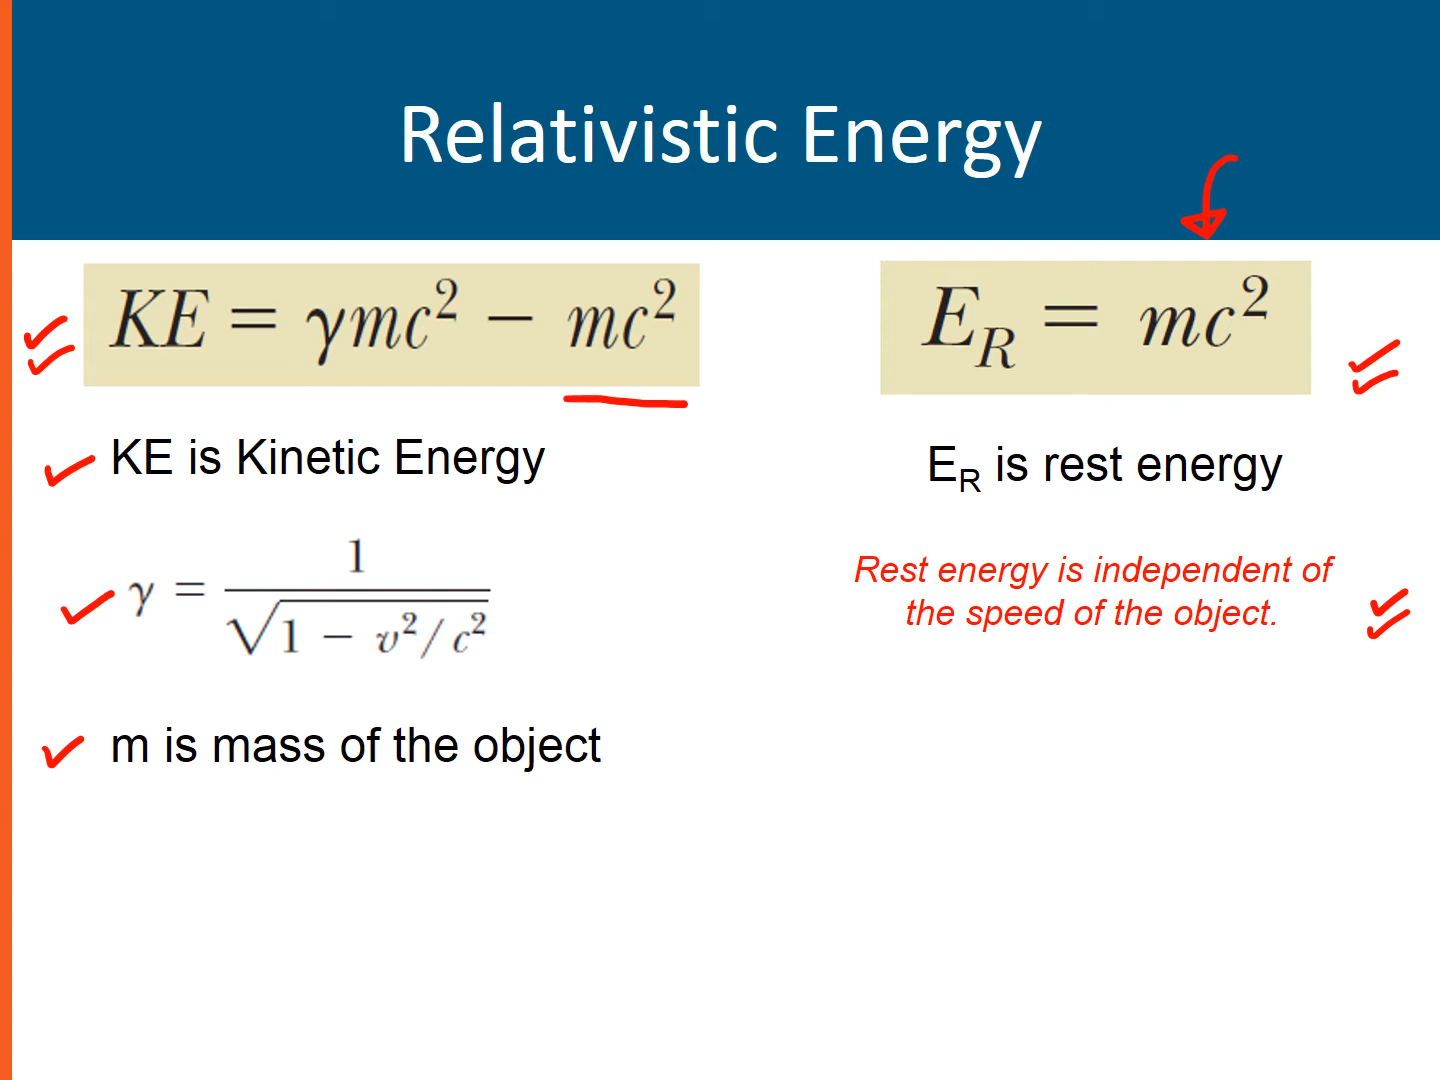 Relativistic Energy
KE = γmc² − mc²
KE is Kinetic Energy
γ = 1 / √(1 − v²/c²)
m is mass of the object
E_R = mc²
E_R is rest energy
Rest energy is independent of
the speed of the object.